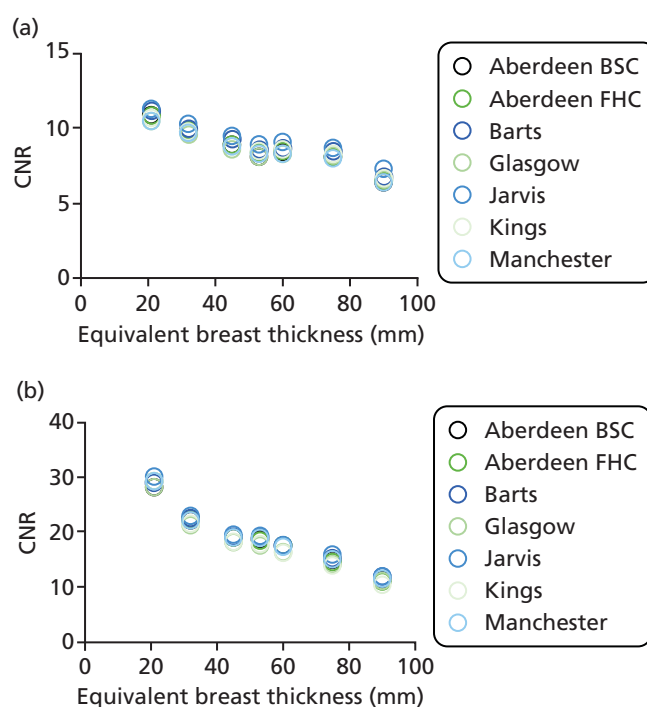 (a)
15
10
5
0
CNR
0 20 40 60 80 100
Equivalent breast thickness (mm)
Aberdeen BSC
Aberdeen FHC
Barts
Glasgow
Jarvis
Kings
Manchester
(b)
40
30
20
10
0
CNR
0 20 40 60 80 100
Equivalent breast thickness (mm)
Aberdeen BSC
Aberdeen FHC
Barts
Glasgow
Jarvis
Kings
Manchester